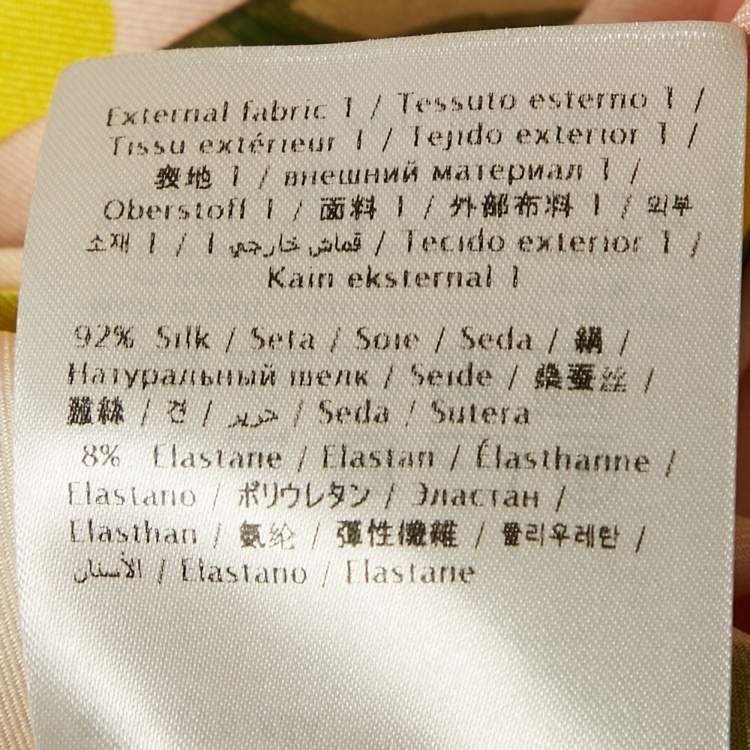 External fabric 1 / Tessuto esterno 1 /
Tissu extérieur 1 / Tejido exterior 1 /
表地 1 / внешний материал 1 /
Oberstoff 1 / 面料 1 / 外部布料 1 / 외부
소재 1 / 1 قماش خارجي / Tecido exterior 1 /
Kain eksternal 1
92% Silk / Seta / Soie / Seda / 絹 /
Натуральный шелк / Seide / 桑蚕丝 /
蠶絲 / 견 / حرير / Seda / Sutera
8% Elastane / Elastan / Élasthanne /
Elastano / ポリウレタン / Эластан /
Elasthan / 氨纶 / 彈性纖維 / 폴리우레탄 /
الأستان / Elastano / Elastane